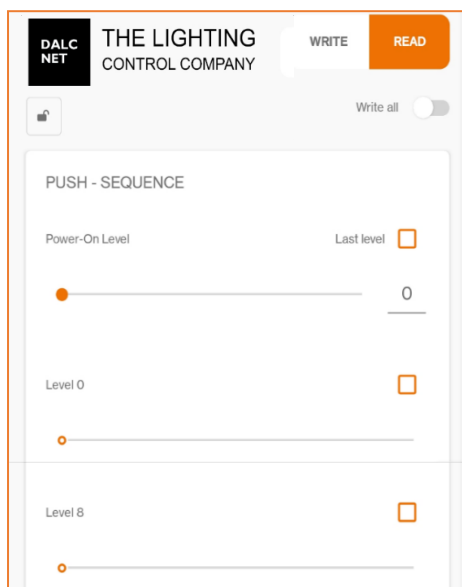 DALC
NET
THE LIGHTING
CONTROL COMPANY
WRITE
READ
Write all
PUSH - SEQUENCE
Power-On Level
Last level
0
Level 0
Level 8